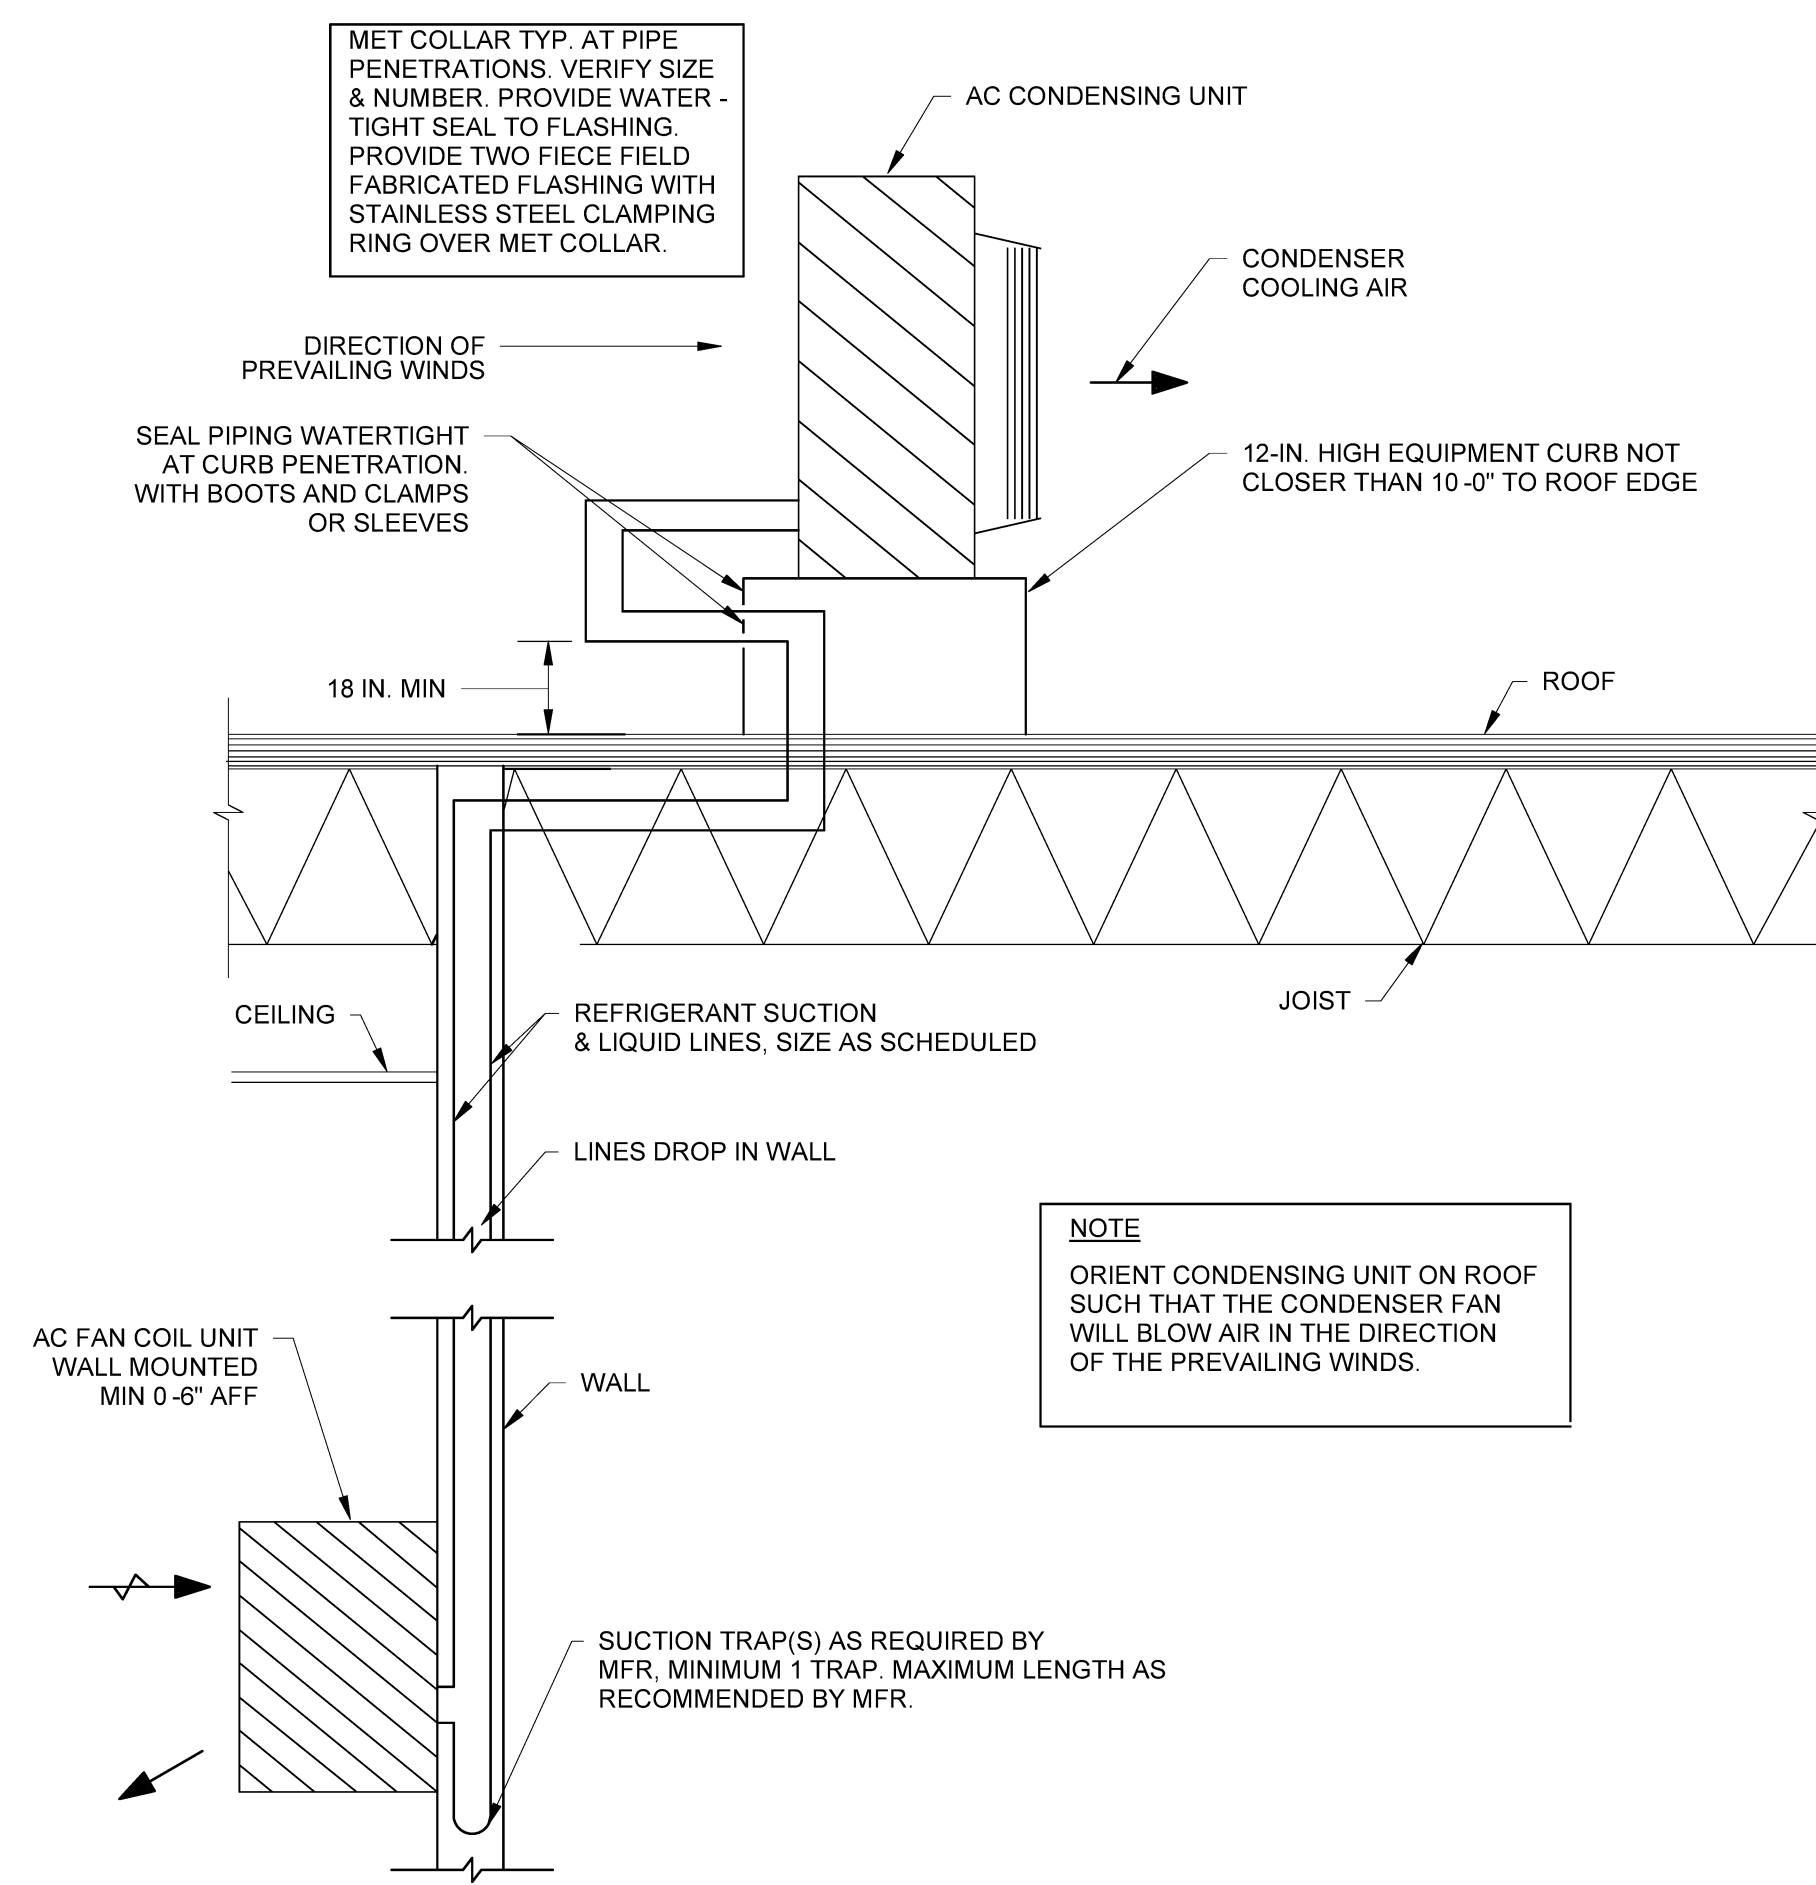 MET COLLAR TYP. AT PIPE
PENETRATIONS. VERIFY SIZE
& NUMBER. PROVIDE WATER -
TIGHT SEAL TO FLASHING.
PROVIDE TWO FIECE FIELD
FABRICATED FLASHING WITH
STAINLESS STEEL CLAMPING
RING OVER MET COLLAR.
AC CONDENSING UNIT
CONDENSER
COOLING AIR
DIRECTION OF
PREVAILING WINDS
SEAL PIPING WATERTIGHT
AT CURB PENETRATION.
WITH BOOTS AND CLAMPS
OR SLEEVES
12-IN. HIGH EQUIPMENT CURB NOT
CLOSER THAN 10 -0" TO ROOF EDGE
18 IN. MIN
ROOF
CEILING
REFRIGERANT SUCTION
& LIQUID LINES, SIZE AS SCHEDULED
JOIST
LINES DROP IN WALL
NOTE
ORIENT CONDENSING UNIT ON ROOF
SUCH THAT THE CONDENSER FAN
WILL BLOW AIR IN THE DIRECTION
OF THE PREVAILING WINDS.
AC FAN COIL UNIT
WALL MOUNTED
MIN 0 -6" AFF
WALL
SUCTION TRAP(S) AS REQUIRED BY
MFR, MINIMUM 1 TRAP. MAXIMUM LENGTH AS
RECOMMENDED BY MFR.